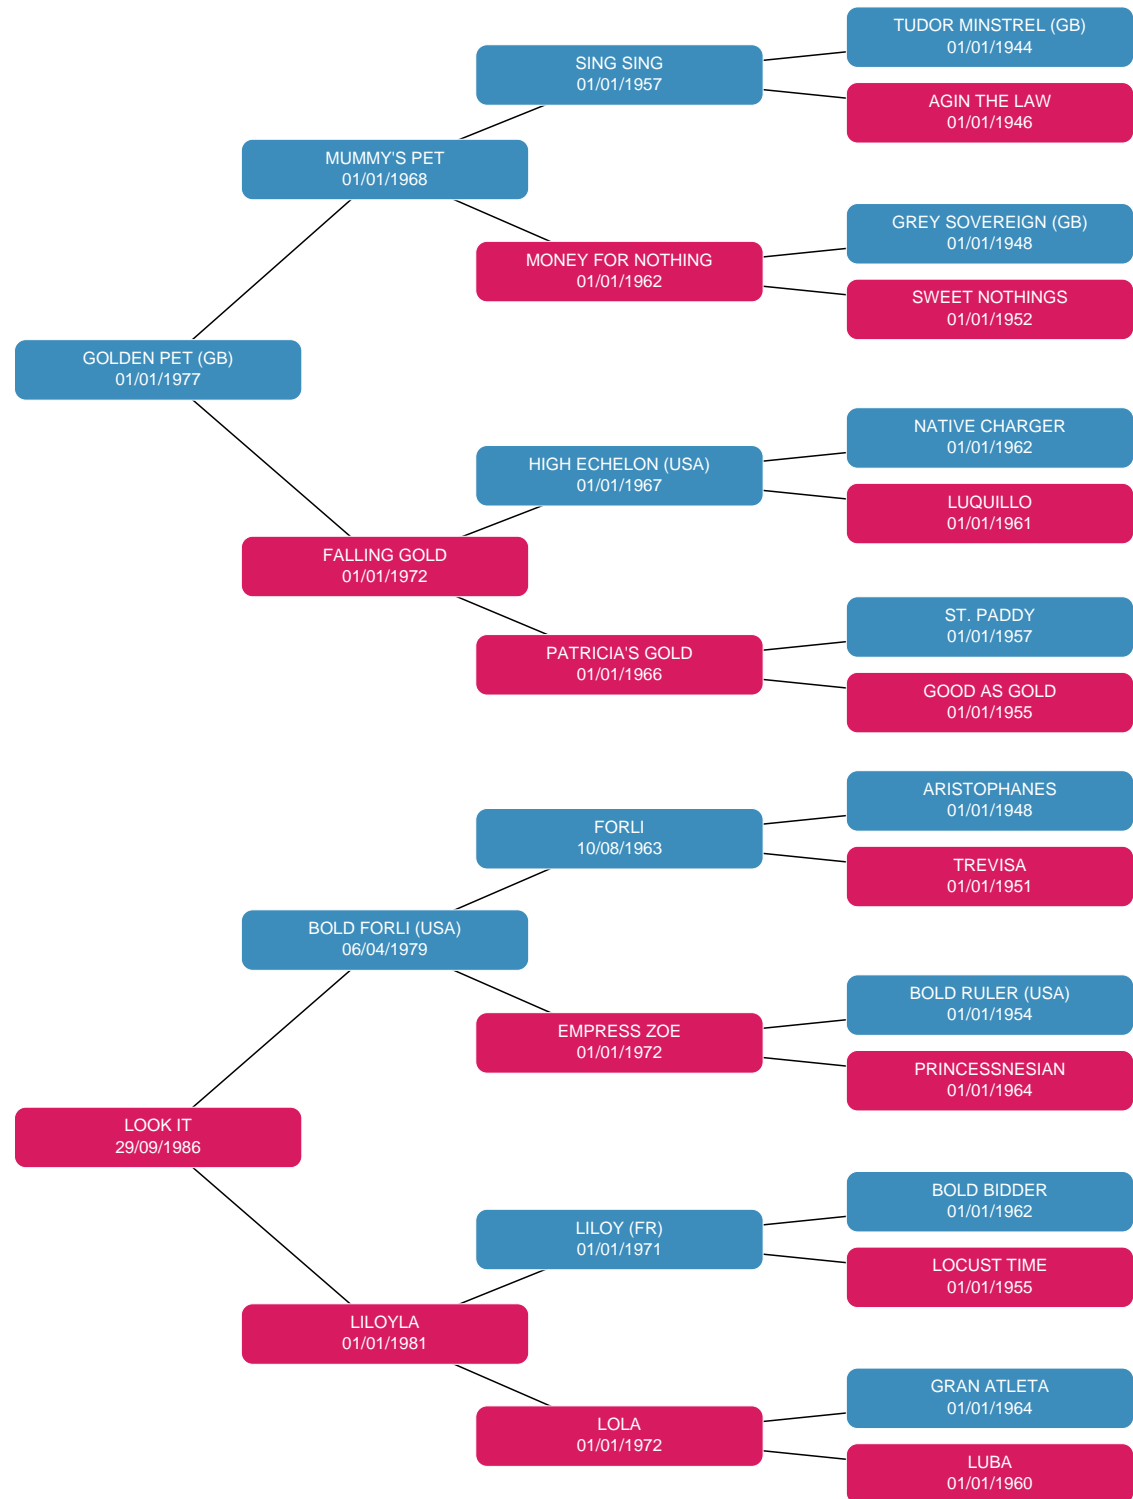 TUDOR MINSTREL (GB)
01/01/1944
SING SING
01/01/1957
AGIN THE LAW
01/01/1946
MUMMY'S PET
01/01/1968
GREY SOVEREIGN (GB)
01/01/1948
MONEY FOR NOTHING
01/01/1962
SWEET NOTHINGS
01/01/1952
GOLDEN PET (GB)
01/01/1977
NATIVE CHARGER
01/01/1962
HIGH ECHELON (USA)
01/01/1967
LUQUILLO
01/01/1961
FALLING GOLD
01/01/1972
ST. PADDY
01/01/1957
PATRICIA'S GOLD
01/01/1966
GOOD AS GOLD
01/01/1955
ARISTOPHANES
01/01/1948
FORLI
10/08/1963
TREVISA
01/01/1951
BOLD FORLI (USA)
06/04/1979
BOLD RULER (USA)
01/01/1954
EMPRESS ZOE
01/01/1972
PRINCESSNESIAN
01/01/1964
LOOK IT
29/09/1986
BOLD BIDDER
01/01/1962
LILOY (FR)
01/01/1971
LOCUST TIME
01/01/1955
LILOYLA
01/01/1981
GRAN ATLETA
01/01/1964
LOLA
01/01/1972
LUBA
01/01/1960